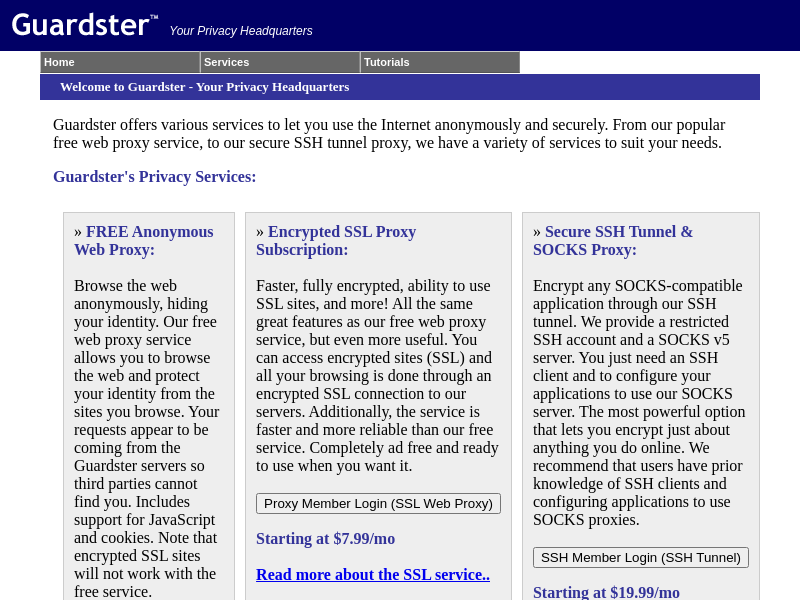 Guardster™ Your Privacy Headquarters
Home Services Tutorials
Welcome to Guardster - Your Privacy Headquarters
Guardster offers various services to let you use the Internet anonymously and securely. From our popular
free web proxy service, to our secure SSH tunnel proxy, we have a variety of services to suit your needs.
Guardster's Privacy Services:
» FREE Anonymous
Web Proxy:
Browse the web
anonymously, hiding
your identity. Our free
web proxy service
allows you to browse
the web and protect
your identity from the
sites you browse. Your
requests appear to be
coming from the
Guardster servers so
third parties cannot
find you. Includes
support for JavaScript
and cookies. Note that
encrypted SSL sites
will not work with the
free service.
» Encrypted SSL Proxy
Subscription:
Faster, fully encrypted, ability to use
SSL sites, and more! All the same
great features as our free web proxy
service, but even more useful. You
can access encrypted sites (SSL) and
all your browsing is done through an
encrypted SSL connection to our
servers. Additionally, the service is
faster and more reliable than our free
service. Completely ad free and ready
to use when you want it.
Proxy Member Login (SSL Web Proxy)
Starting at $7.99/mo
Read more about the SSL service..
» Secure SSH Tunnel &
SOCKS Proxy:
Encrypt any SOCKS-compatible
application through our SSH
tunnel. We provide a restricted
SSH account and a SOCKS v5
server. You just need an SSH
client and to configure your
applications to use our SOCKS
server. The most powerful option
that lets you encrypt just about
anything you do online. We
recommend that users have prior
knowledge of SSH clients and
configuring applications to use
SOCKS proxies.
SSH Member Login (SSH Tunnel)
Starting at $19.99/mo